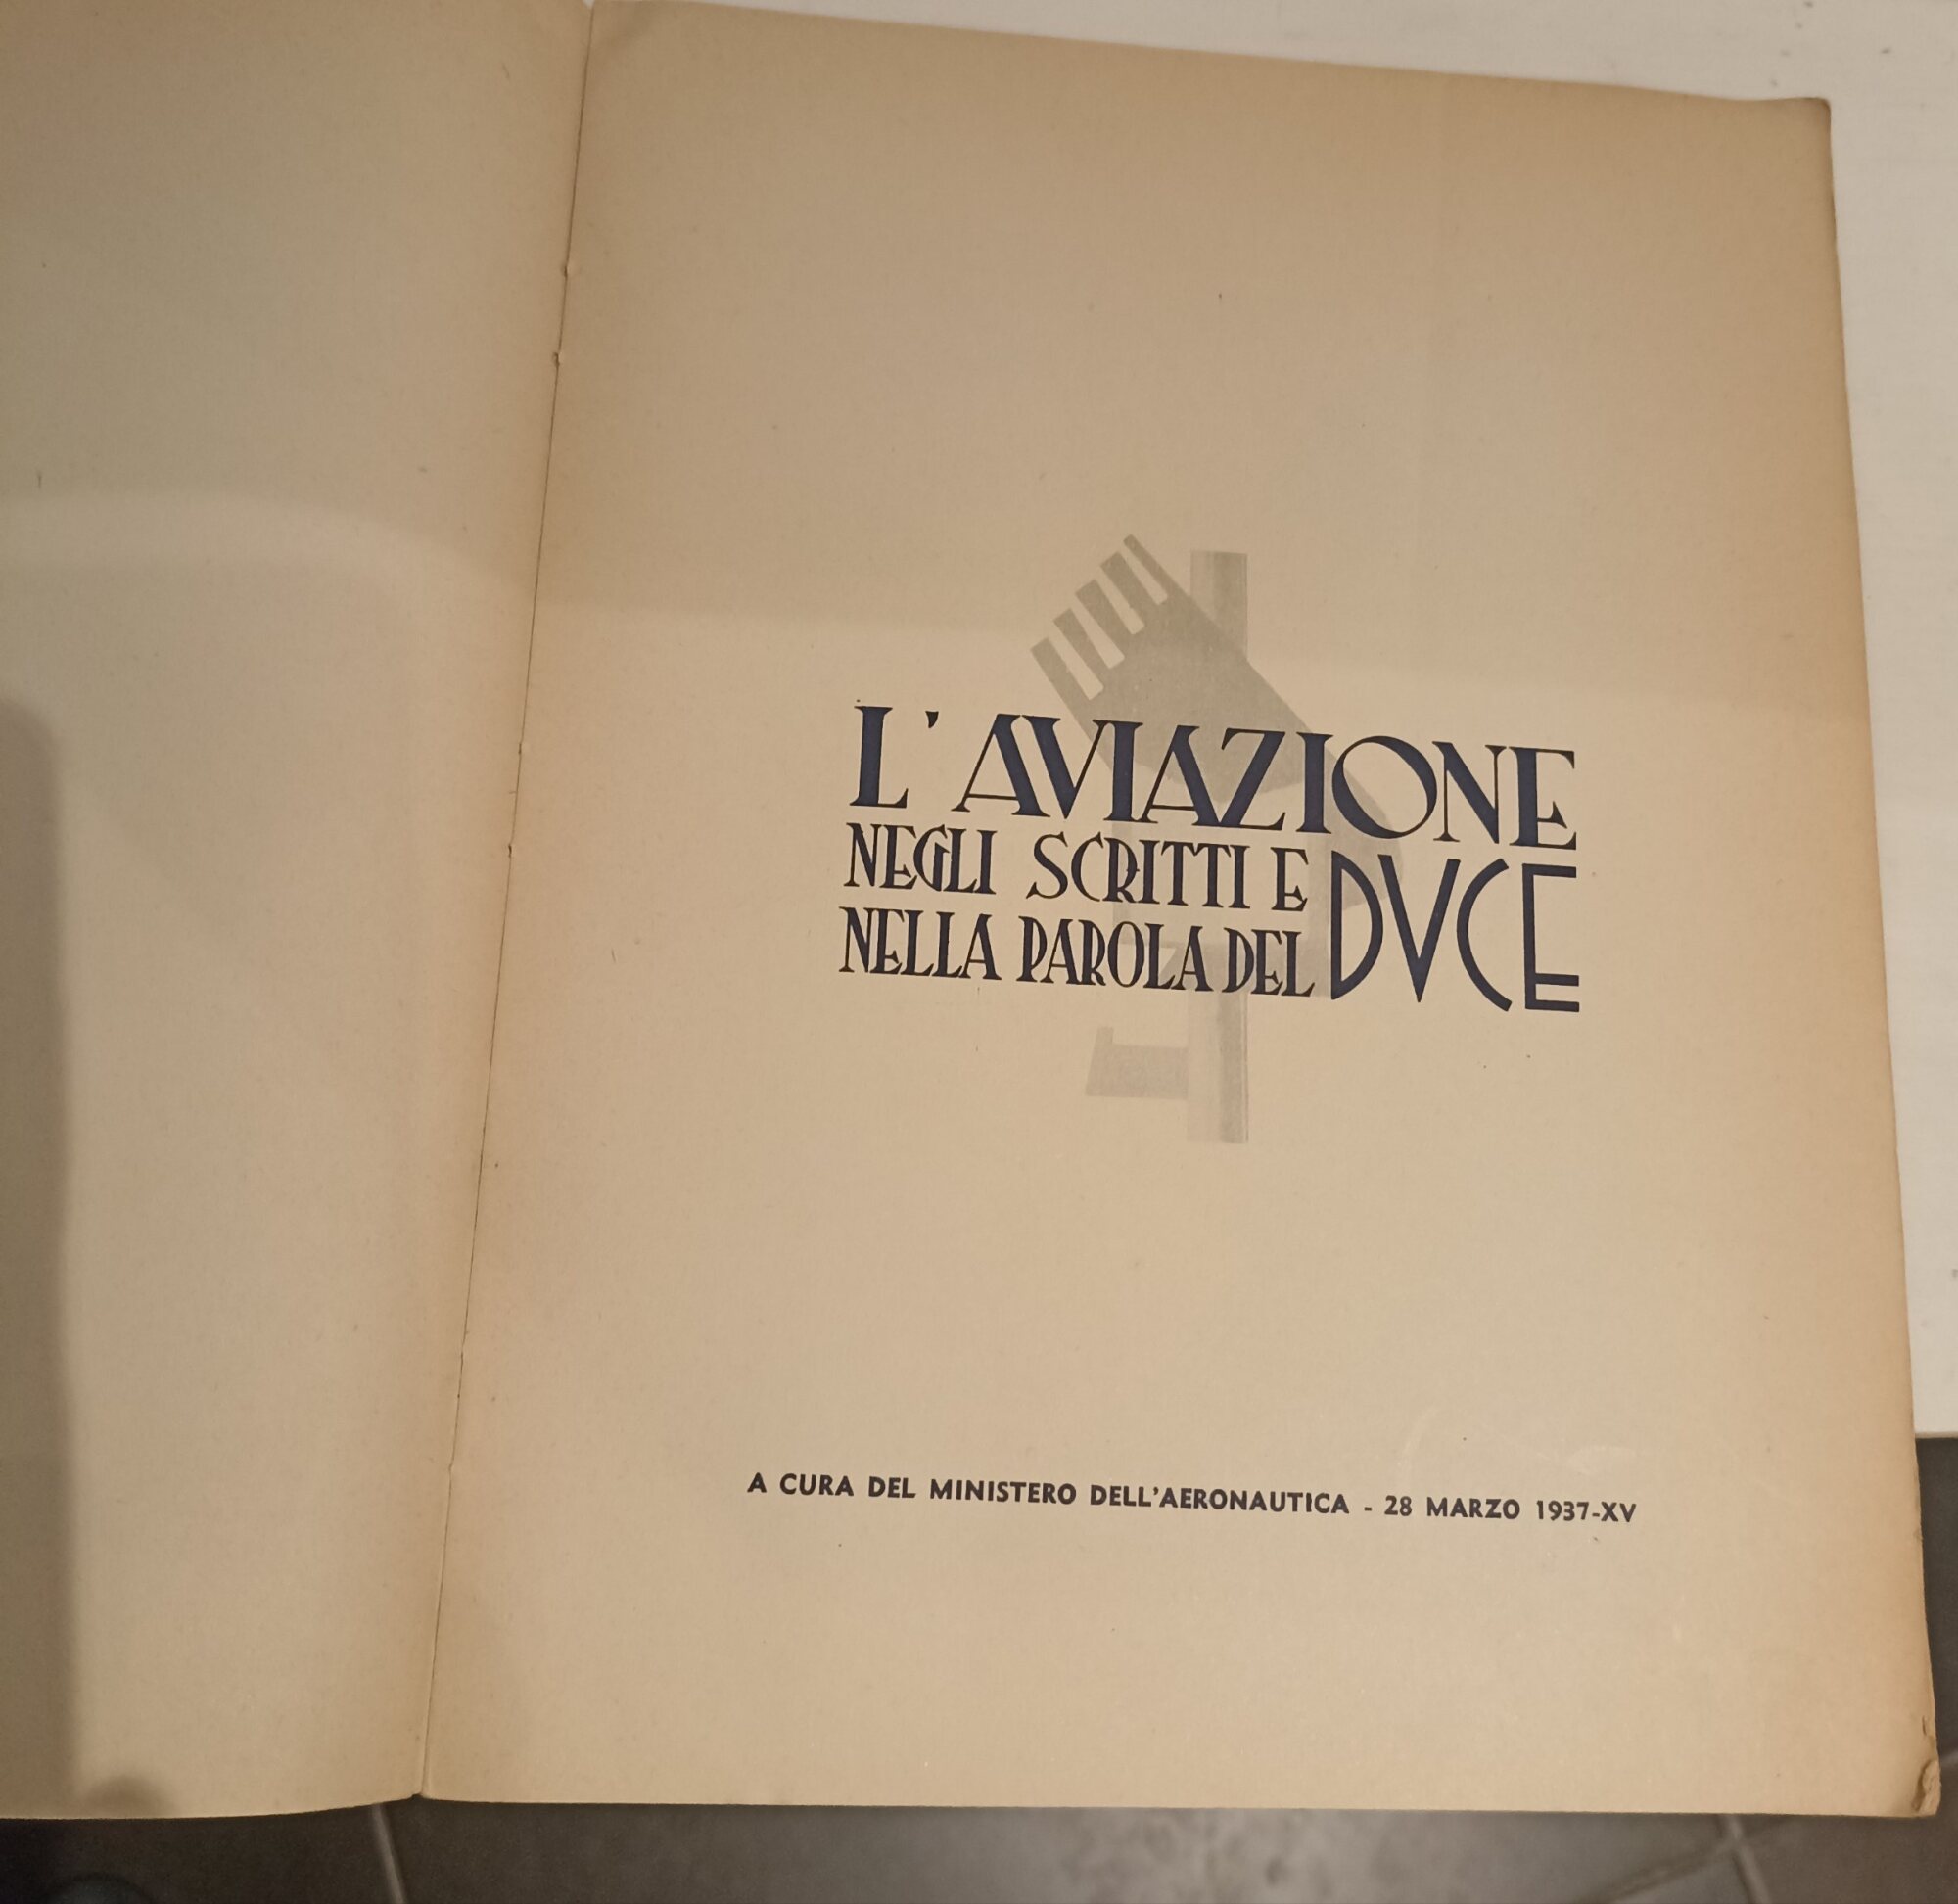 L'AVIAZIONE
NEGLI SCRITTI E
NELLA PAROLA DEL DVCE
A CURA DEL MINISTERO DELL'AERONAUTICA - 28 MARZO 1937-XV